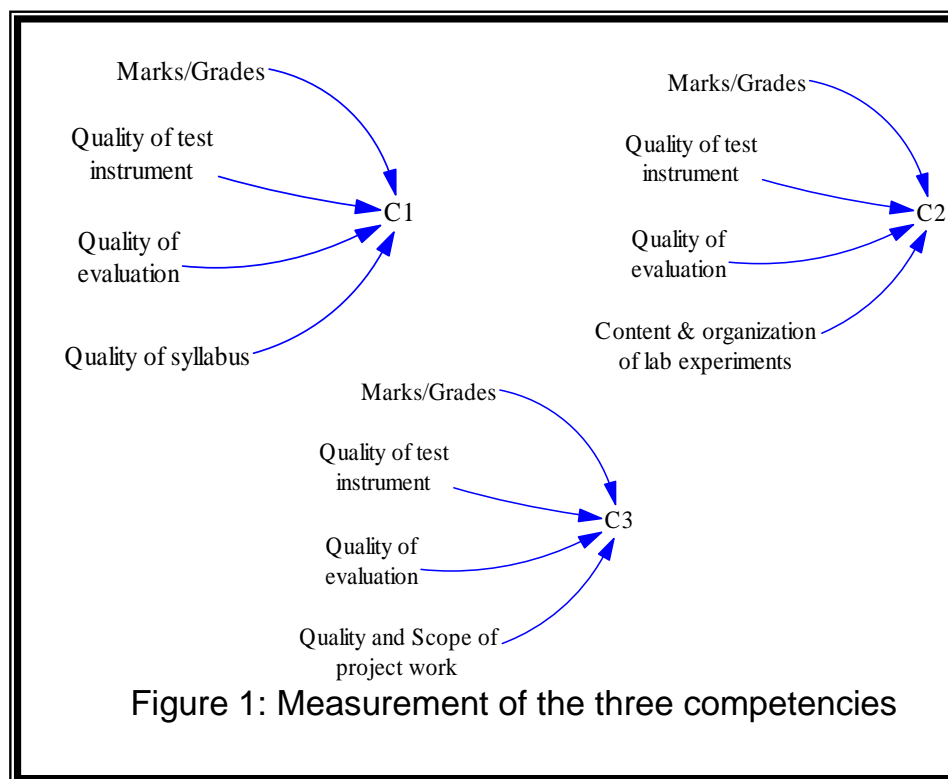 Marks/Grades
Quality of test
instrument
C1
Quality of
evaluation
Quality of syllabus
Marks/Grades
Quality of test
instrument
C2
Quality of
evaluation
Content & organization
of lab experiments
Marks/Grades
Quality of test
instrument
C3
Quality of
evaluation
Quality and Scope of
project work
Figure 1: Measurement of the three competencies